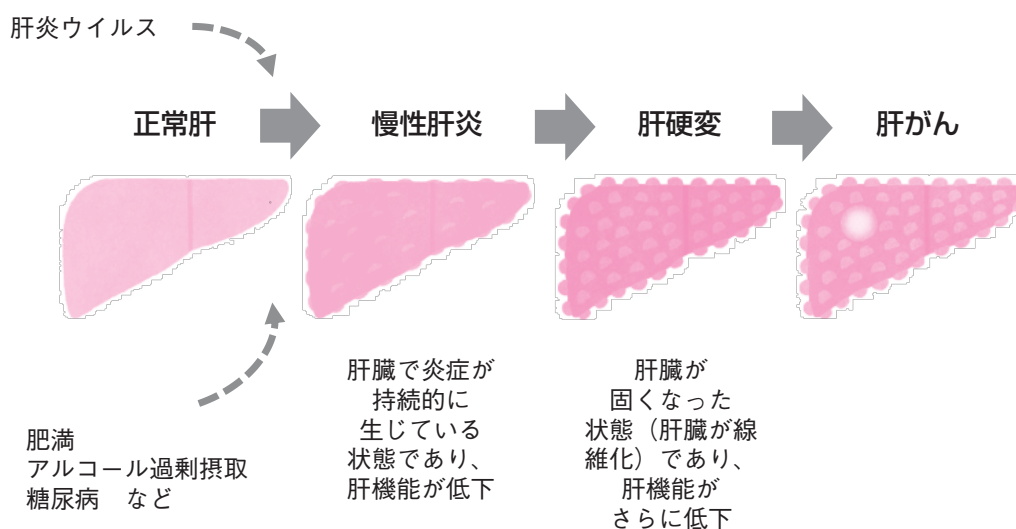 肝炎ウイルス
正常肝
慢性肝炎
肝硬変
肝がん
肥満
アルコール過剰摂取
糖尿病　など
肝臓で炎症が
持続的に
生じている
状態であり、
肝機能が低下
肝臓が
固くなった
状態（肝臓が線
維化）であり、
肝機能が
さらに低下